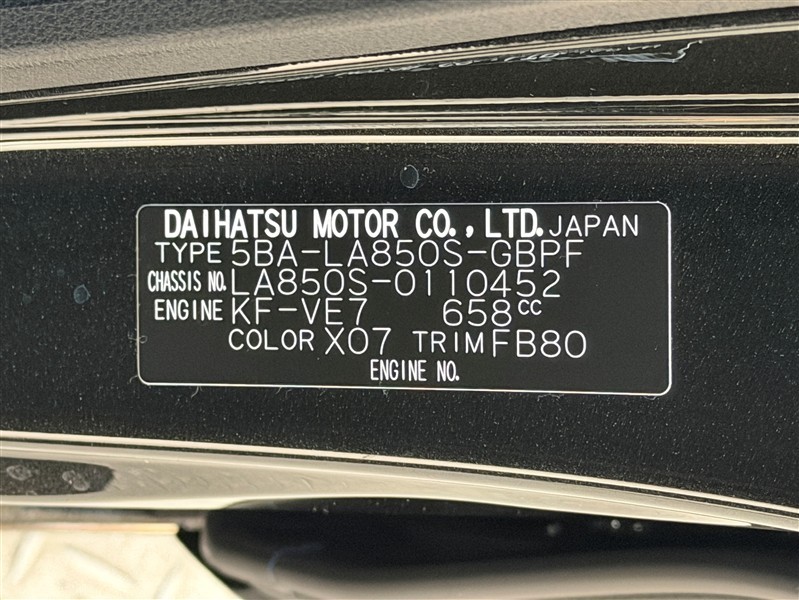 DAIHATSU MOTOR CO., LTD. JAPAN
TYPE 5BA-LA850S-GBPF
CHASSIS NO. LA850S-0110452
ENGINE KF-VE7 658cc
COLOR X07 TRIM FB80
ENGINE NO.